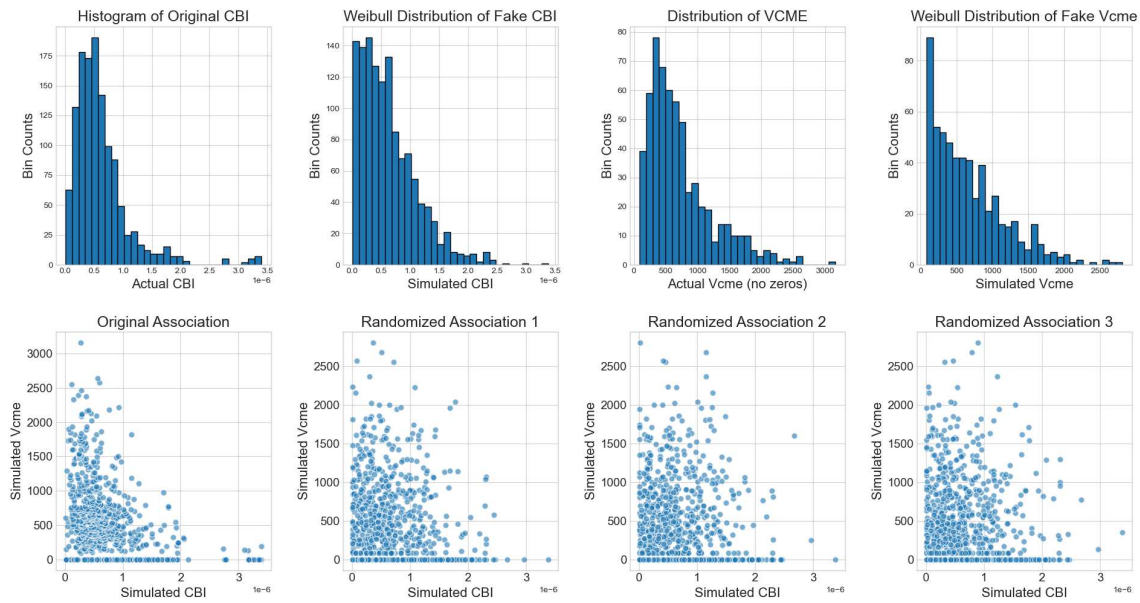 Histogram of Original CBI
Weibull Distribution of Fake CBI
Distribution of VCME
Weibull Distribution of Fake Vcme
Bin Counts
175
150
125
100
75
50
25
0
0.0 0.5 1.0 1.5 2.0 2.5 3.0 3.5
1e−6
Actual CBI
Bin Counts
140
120
100
80
60
40
20
0
0.0 0.5 1.0 1.5 2.0 2.5 3.0 3.5
1e−6
Simulated CBI
Bin Counts
80
70
60
50
40
30
20
10
0
0 500 1000 1500 2000 2500 3000
Actual Vcme (no zeros)
Bin Counts
80
60
40
20
0
0 500 1000 1500 2000 2500
Simulated Vcme
Original Association
Randomized Association 1
Randomized Association 2
Randomized Association 3
Simulated Vcme
3000
2500
2000
1500
1000
500
0
0 1 2 3
1e−6
Simulated CBI
Simulated Vcme
2500
2000
1500
1000
500
0
0 1 2 3
1e−6
Simulated CBI
Simulated Vcme
2500
2000
1500
1000
500
0
0 1 2 3
1e−6
Simulated CBI
Simulated Vcme
2500
2000
1500
1000
500
0
0 1 2 3
1e−6
Simulated CBI